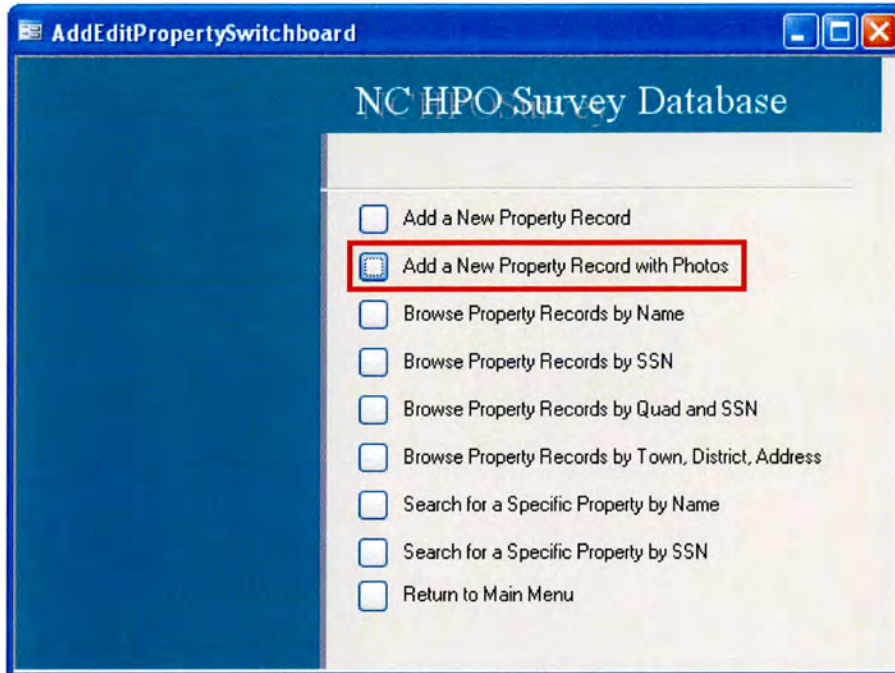 AddEditPropertySwitchboard
NC HPO Survey Database
Add a New Property Record
Add a New Property Record with Photos
Browse Property Records by Name
Browse Property Records by SSN
Browse Property Records by Quad and SSN
Browse Property Records by Town, District, Address
Search for a Specific Property by Name
Search for a Specific Property by SSN
Return to Main Menu